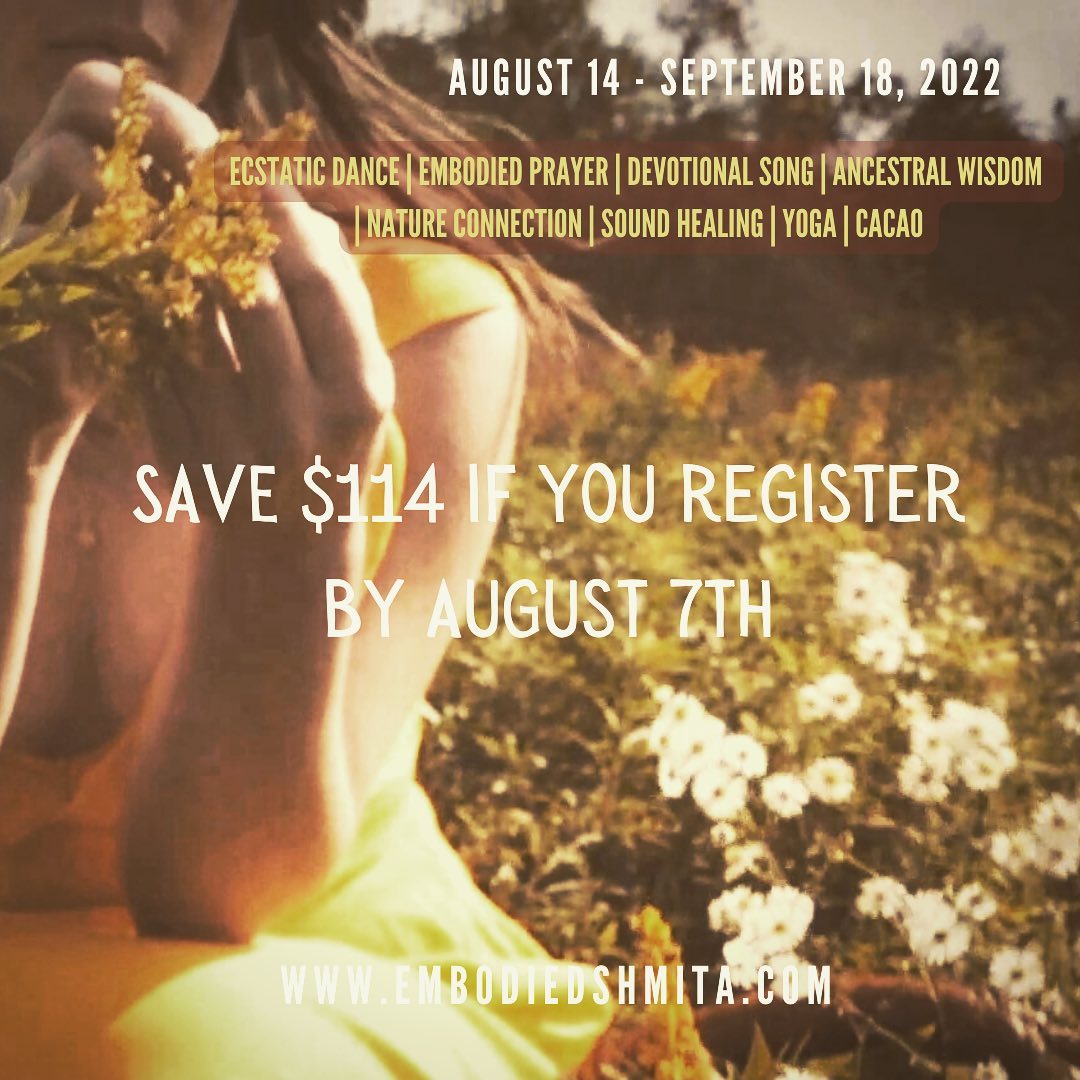 AUGUST 14 - SEPTEMBER 18, 2022
ECSTATIC DANCE | EMBODIED PRAYER | DEVOTIONAL SONG | ANCESTRAL WISDOM
| NATURE CONNECTION | SOUND HEALING | YOGA | CACAO
SAVE $114 IF YOU REGISTER
BY AUGUST 7TH
WWW.EMBODIEDSHMITA.COM